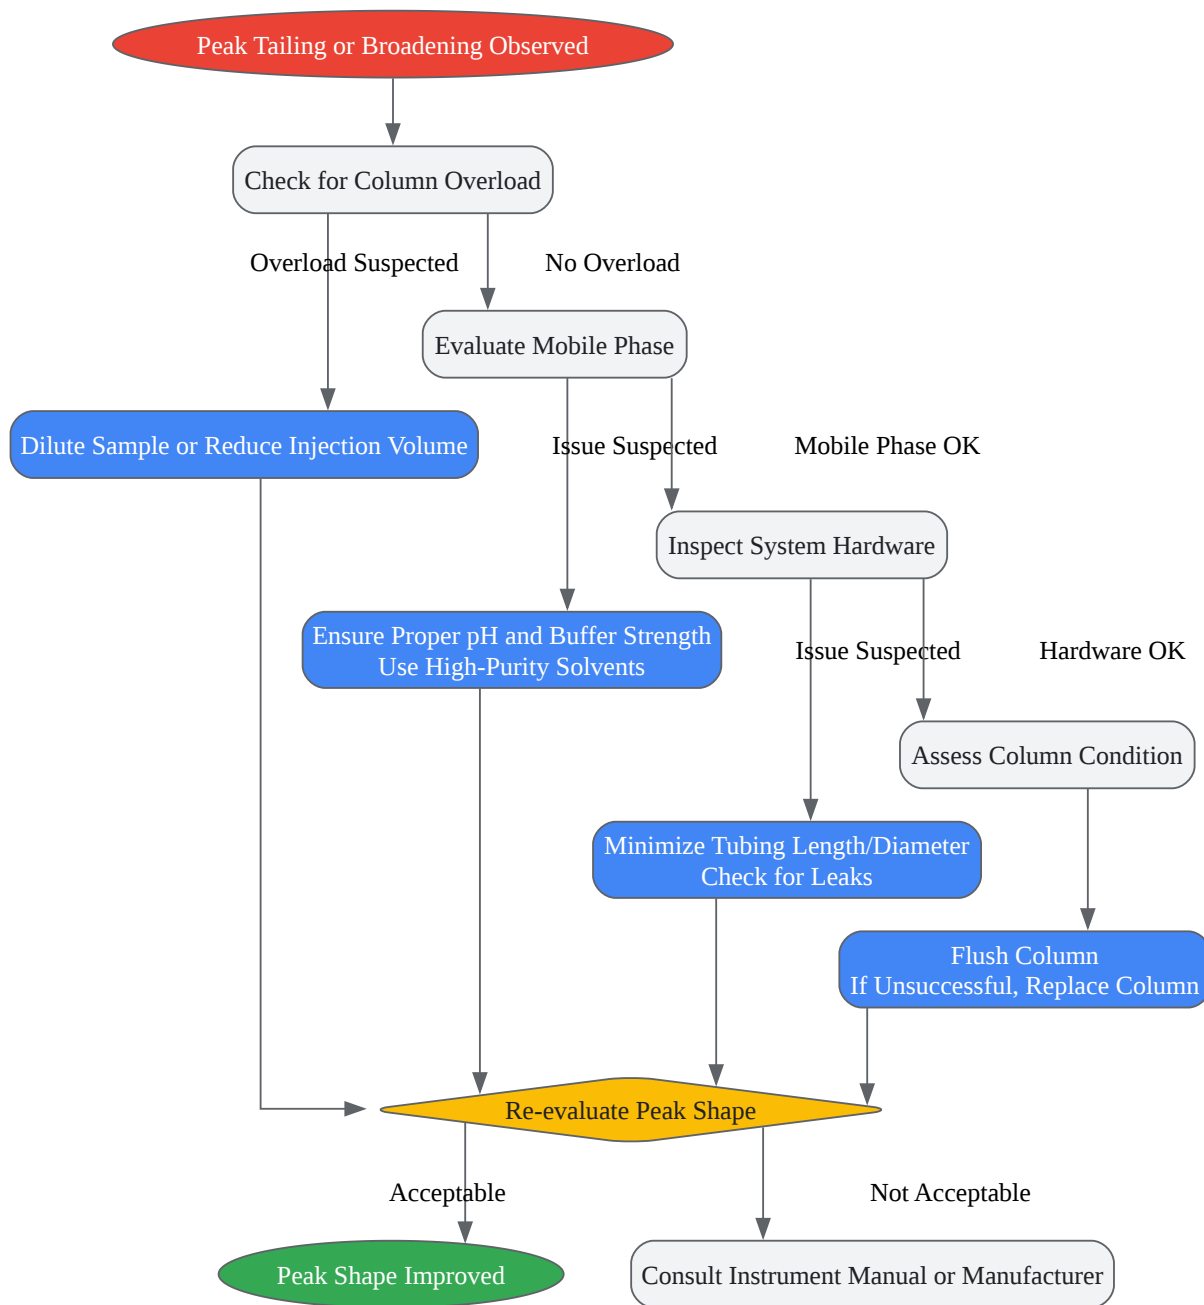 Peak Tailing or Broadening Observed
Check for Column Overload
Overload Suspected
No Overload
Evaluate Mobile Phase
Dilute Sample or Reduce Injection Volume
Issue Suspected
Mobile Phase OK
Inspect System Hardware
Ensure Proper pH and Buffer Strength
Use High-Purity Solvents
Issue Suspected
Hardware OK
Assess Column Condition
Minimize Tubing Length/Diameter
Check for Leaks
Flush Column
If Unsuccessful, Replace Column
Re-evaluate Peak Shape
Acceptable
Not Acceptable
Peak Shape Improved
Consult Instrument Manual or Manufacturer